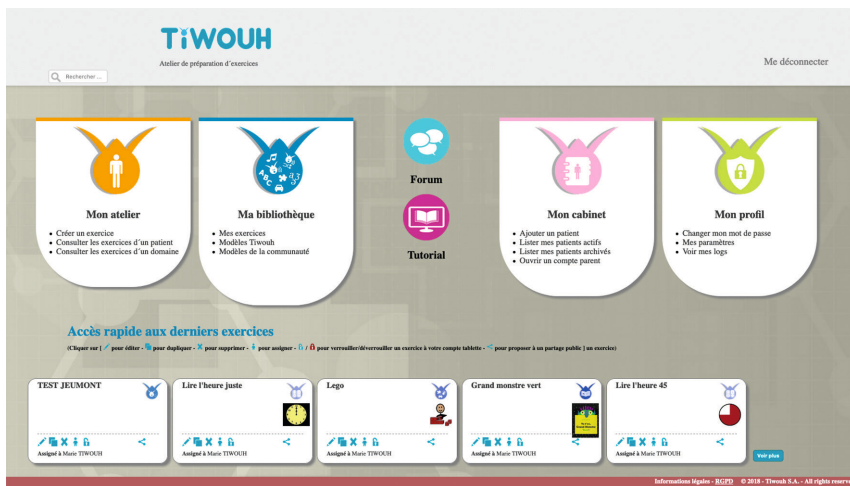 TiWOUH
Atelier de préparation d'exercices
Rechercher ...
Me déconnecter
Mon atelier
• Créer un exercice
• Consulter les exercices d'un patient
• Consulter les exercices d'un domaine
ABC
a2
33
Ma bibliothèque
• Mes exercices
• Modèles Tiwouh
• Modèles de la communauté
Forum
Tutorial
Mon cabinet
• Ajouter un patient
• Lister mes patients actifs
• Lister mes patients archivés
• Ouvrir un compte parent
Mon profil
• Changer mon mot de passe
• Mes paramètres
• Voir mes logs
Accès rapide aux derniers exercices
(Cliquer sur [ pour éditer - pour dupliquer - pour supprimer - pour assigner - / pour verrouiller/déverrouiller un exercice à votre compte tablette - pour proposer à un partage public ] un exercice)
TEST JEUMONT
Assigné à Marie TIWOUH
Lire l'heure juste
Assigné à Marie TIWOUH
Lego
Assigné à Marie TIWOUH
Grand monstre vert
Assigné à Marie TIWOUH
Lire l'heure 45
Assigné à Marie TIWOUH
Voir plus
Informations légales - RGPD © 2018 - Tiwouh S.A. - All rights reserve